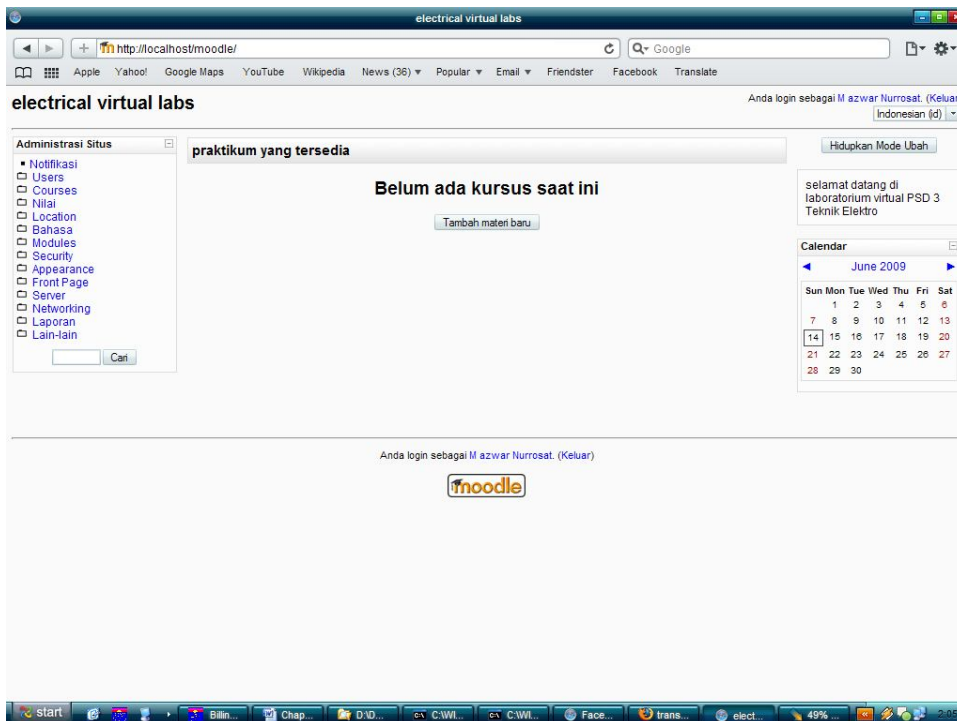 electrical virtual labs
http://localhost/moodle/
Google
Apple Yahoo! Google Maps YouTube Wikipedia News (36) Popular Email Friendster Facebook Translate
electrical virtual labs
Anda login sebagai M azwar Nurrosat. (Keluar
Indonesian (id)
Administrasi Situs
Notifikasi
Users
Courses
Nilai
Location
Bahasa
Modules
Security
Appearance
Front Page
Server
Networking
Laporan
Lain-lain
Cari
praktikum yang tersedia
Belum ada kursus saat ini
Tambah materi baru
Hidupkan Mode Ubah
selamat datang di
laboratorium virtual PSD 3
Teknik Elektro
Calendar
June 2009
Sun Mon Tue Wed Thu Fri Sat
1 2 3 4 5 6
7 8 9 10 11 12 13
14 15 16 17 18 19 20
21 22 23 24 25 26 27
28 29 30
Anda login sebagai M azwar Nurrosat. (Keluar)
moodle
start Billin... Chap... D:\D... C:\WI... C:\WI... Face... trans... elect... 49% ... 2:05